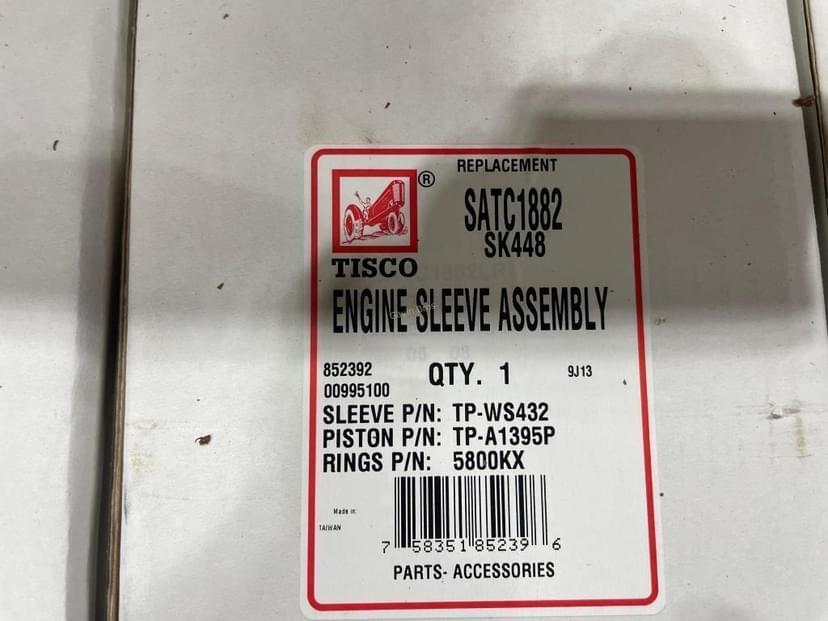 REPLACEMENT
®
SATC1882
SK448
TISCO
ENGINE SLEEVE ASSEMBLY
852392
00995100
QTY. 1
9J13
SLEEVE P/N: TP-WS432
PISTON P/N: TP-A1395P
RINGS P/N: 5800KX
Made in:
TAIWAN
7 58351 85239 6
PARTS- ACCESSORIES